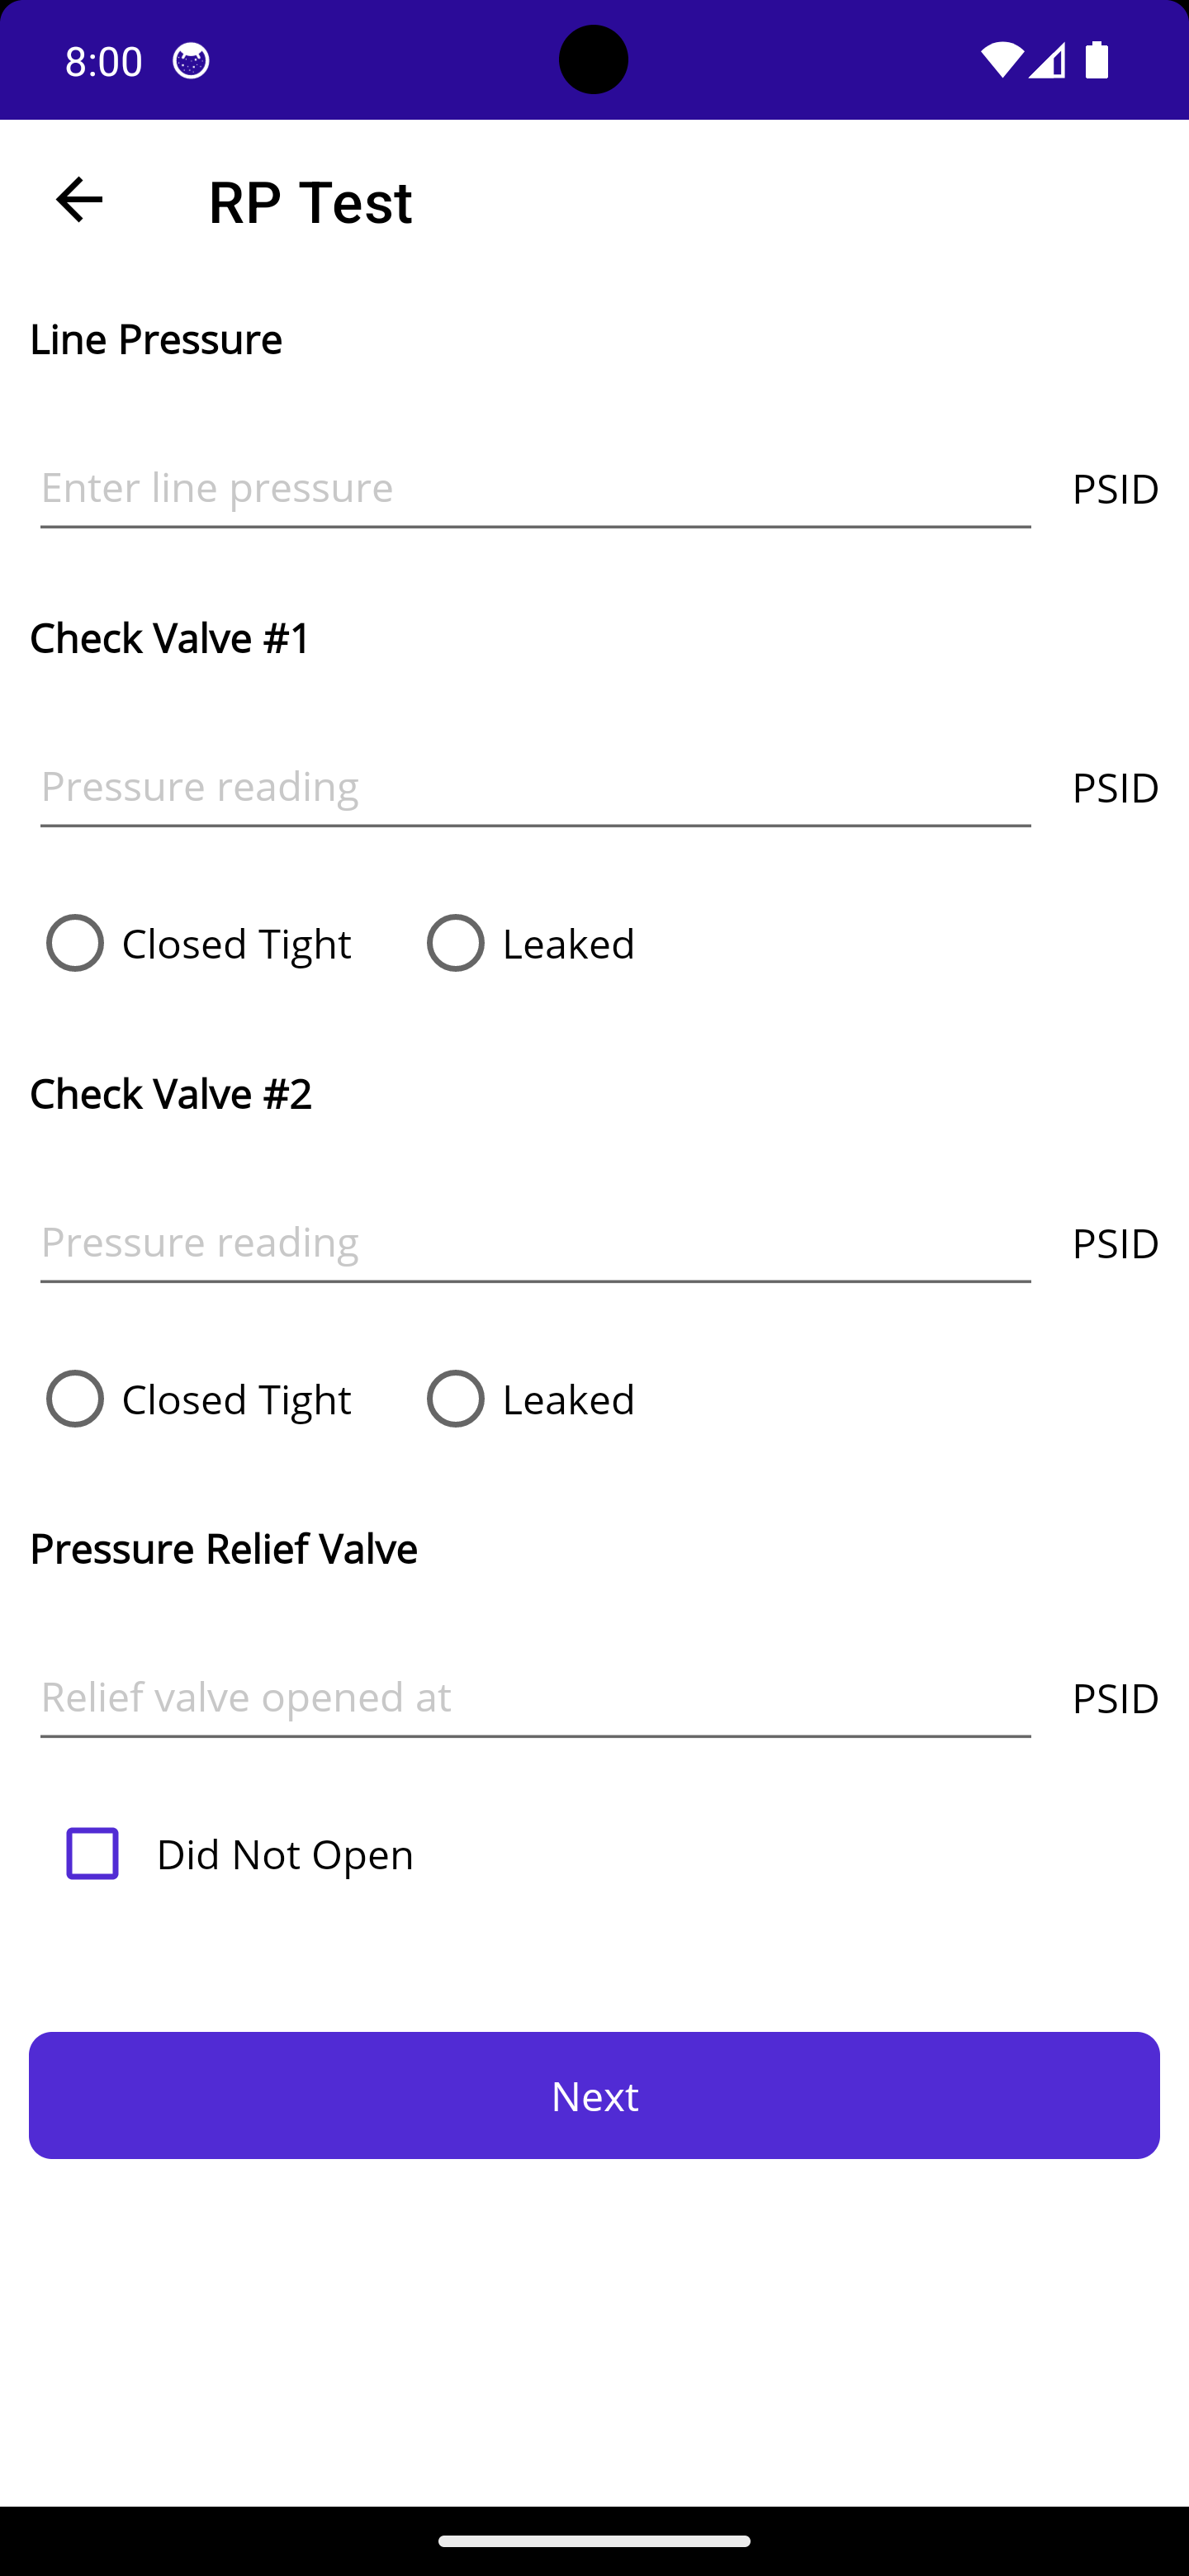 8:00
RP Test
Line Pressure
Enter line pressure PSID
Check Valve #1
Pressure reading PSID
Closed Tight Leaked
Check Valve #2
Pressure reading PSID
Closed Tight Leaked
Pressure Relief Valve
Relief valve opened at PSID
Did Not Open
Next